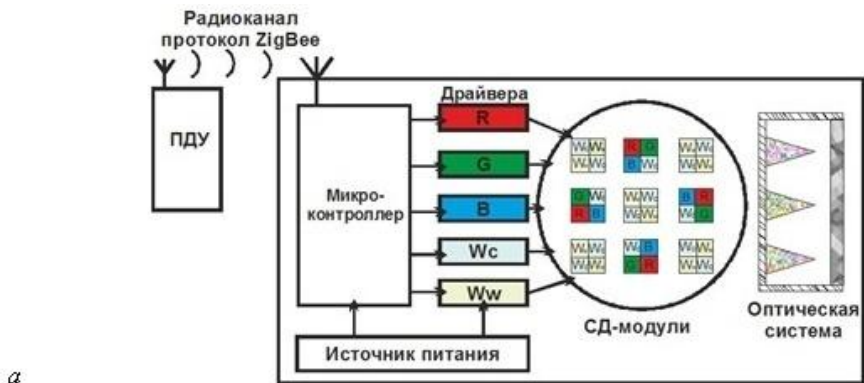 Радиоканал
протокол ZigBee
ПДУ
Микро-
контроллер
Драйвера
R
G
B
Wc
Ww
Источник питания
R G
B
G
R B
B R
G
B
G R
СД-модули
Оптическая
система
а